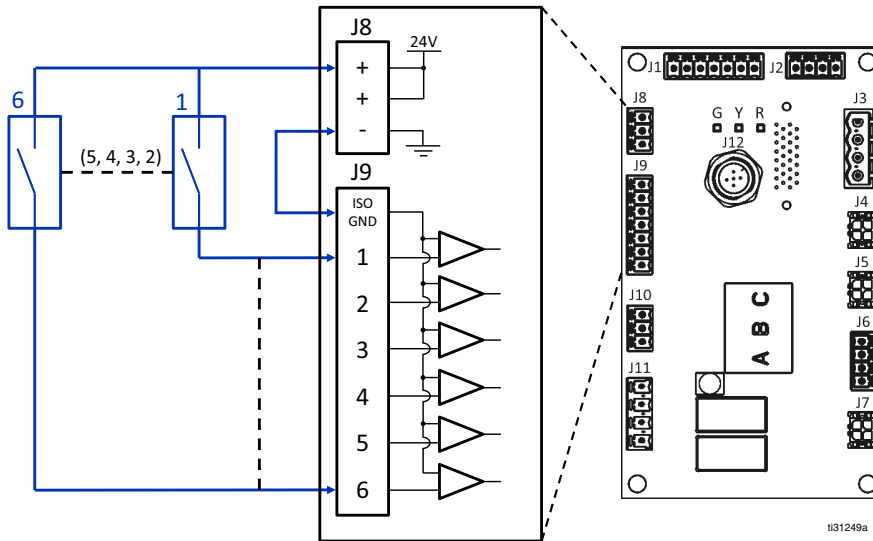 J8
24V
+
+
-
6
1
(5, 4, 3, 2)
J9
ISO
GND
1
2
3
4
5
6
J1
J2
J8
G Y R
J3
J12
J9
J4
J5
J10
A B C
J6
J11
J7
ti31249a